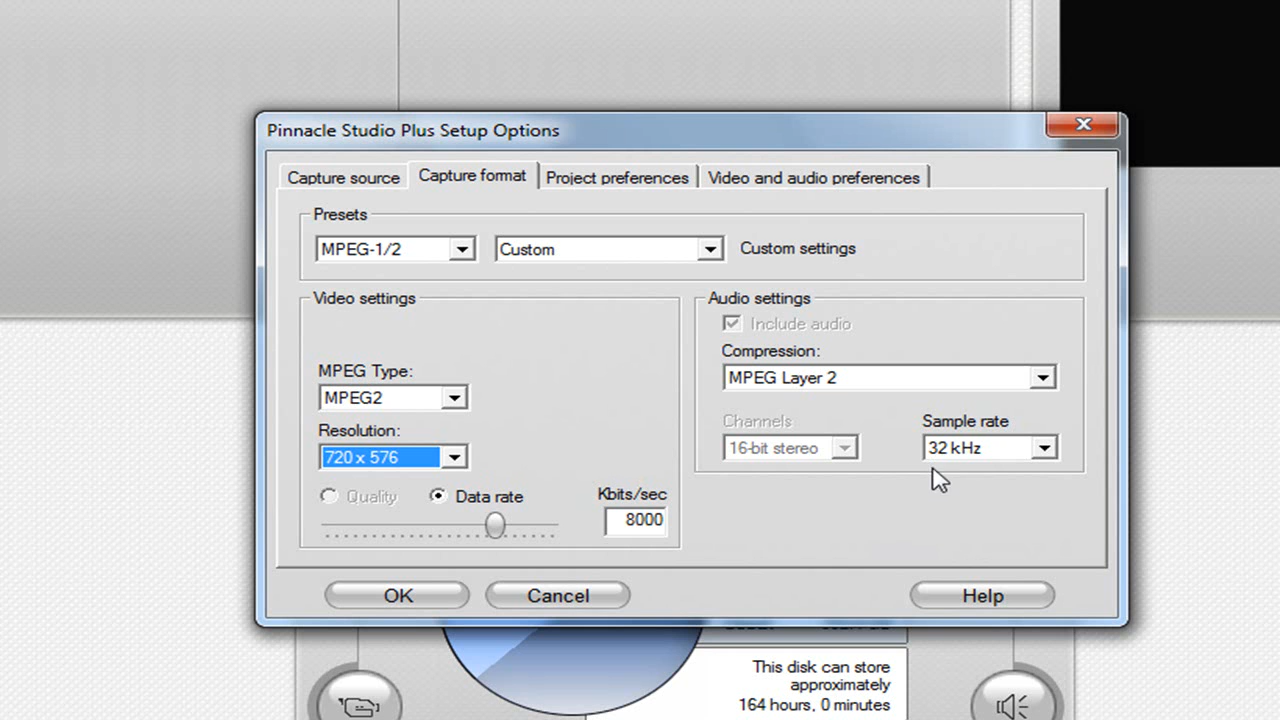 Pinnacle Studio Plus Setup Options
Capture source
Capture format
Project preferences
Video and audio preferences
Presets
MPEG-1/2
Custom
Custom settings
Video settings
MPEG Type:
MPEG2
Resolution:
720 x 576
Quality
Data rate
Kbits/sec
8000
Audio settings
Include audio
Compression:
MPEG Layer 2
Channels
16-bit stereo
Sample rate
32 kHz
OK
Cancel
Help
This disk can store
approximately
164 hours, 0 minutes